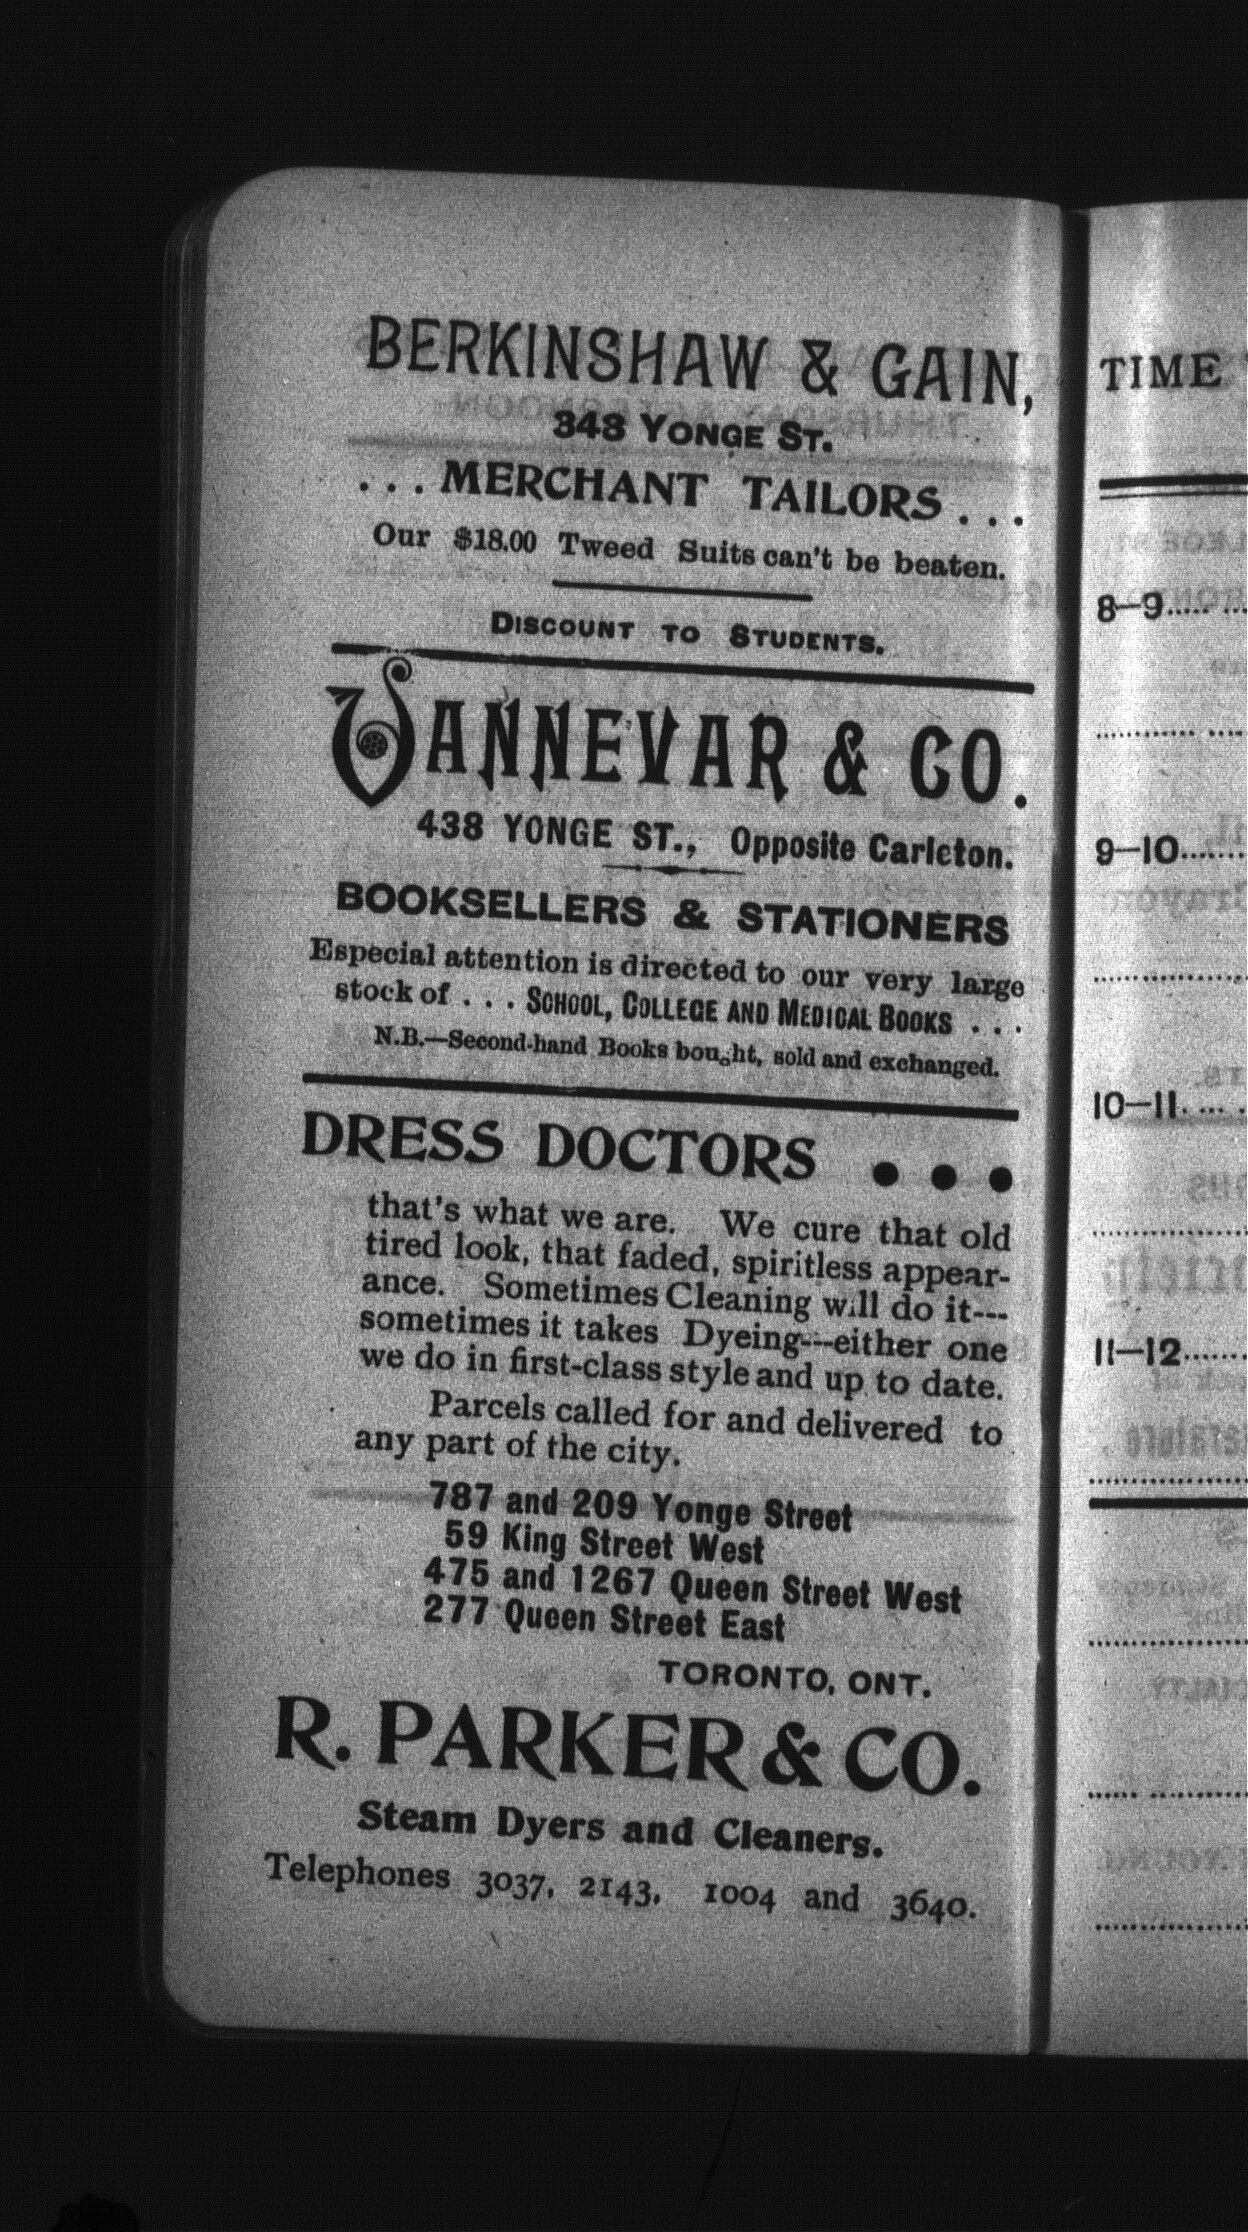 BERKINSHAW & GAIN,
348 YONGE ST.
...MERCHANT TAILORS...
Our $18.00 Tweed Suits can't be beaten.
DISCOUNT TO STUDENTS.
VANNEVAR & CO.
438 YONGE ST., Opposite Carlcton.
BOOKSELLERS & STATIONERS
Especial attention is directed to our very large
stock of . . . SCHOOL, COLLEGE AND MEDICAL BOOKS . . .
N.B.—Second-hand Books bought, sold and exchanged.
DRESS DOCTORS • • •
that's what we are. We cure that old
tired look, that faded, spiritless appear-
ance. Sometimes Cleaning will do it---
sometimes it takes Dyeing---either one
we do in first-class style and up to date.
Parcels called for and delivered to
any part of the city.
787 and 209 Yonge Street
59 King Street West
475 and 1267 Queen Street West
277 Queen Street East
TORONTO, ONT.
R. PARKER & CO.
Steam Dyers and Cleaners.
Telephones 3037, 2143, 1004 and 3640.
TIME
8—9
9—10
10—11
11—12